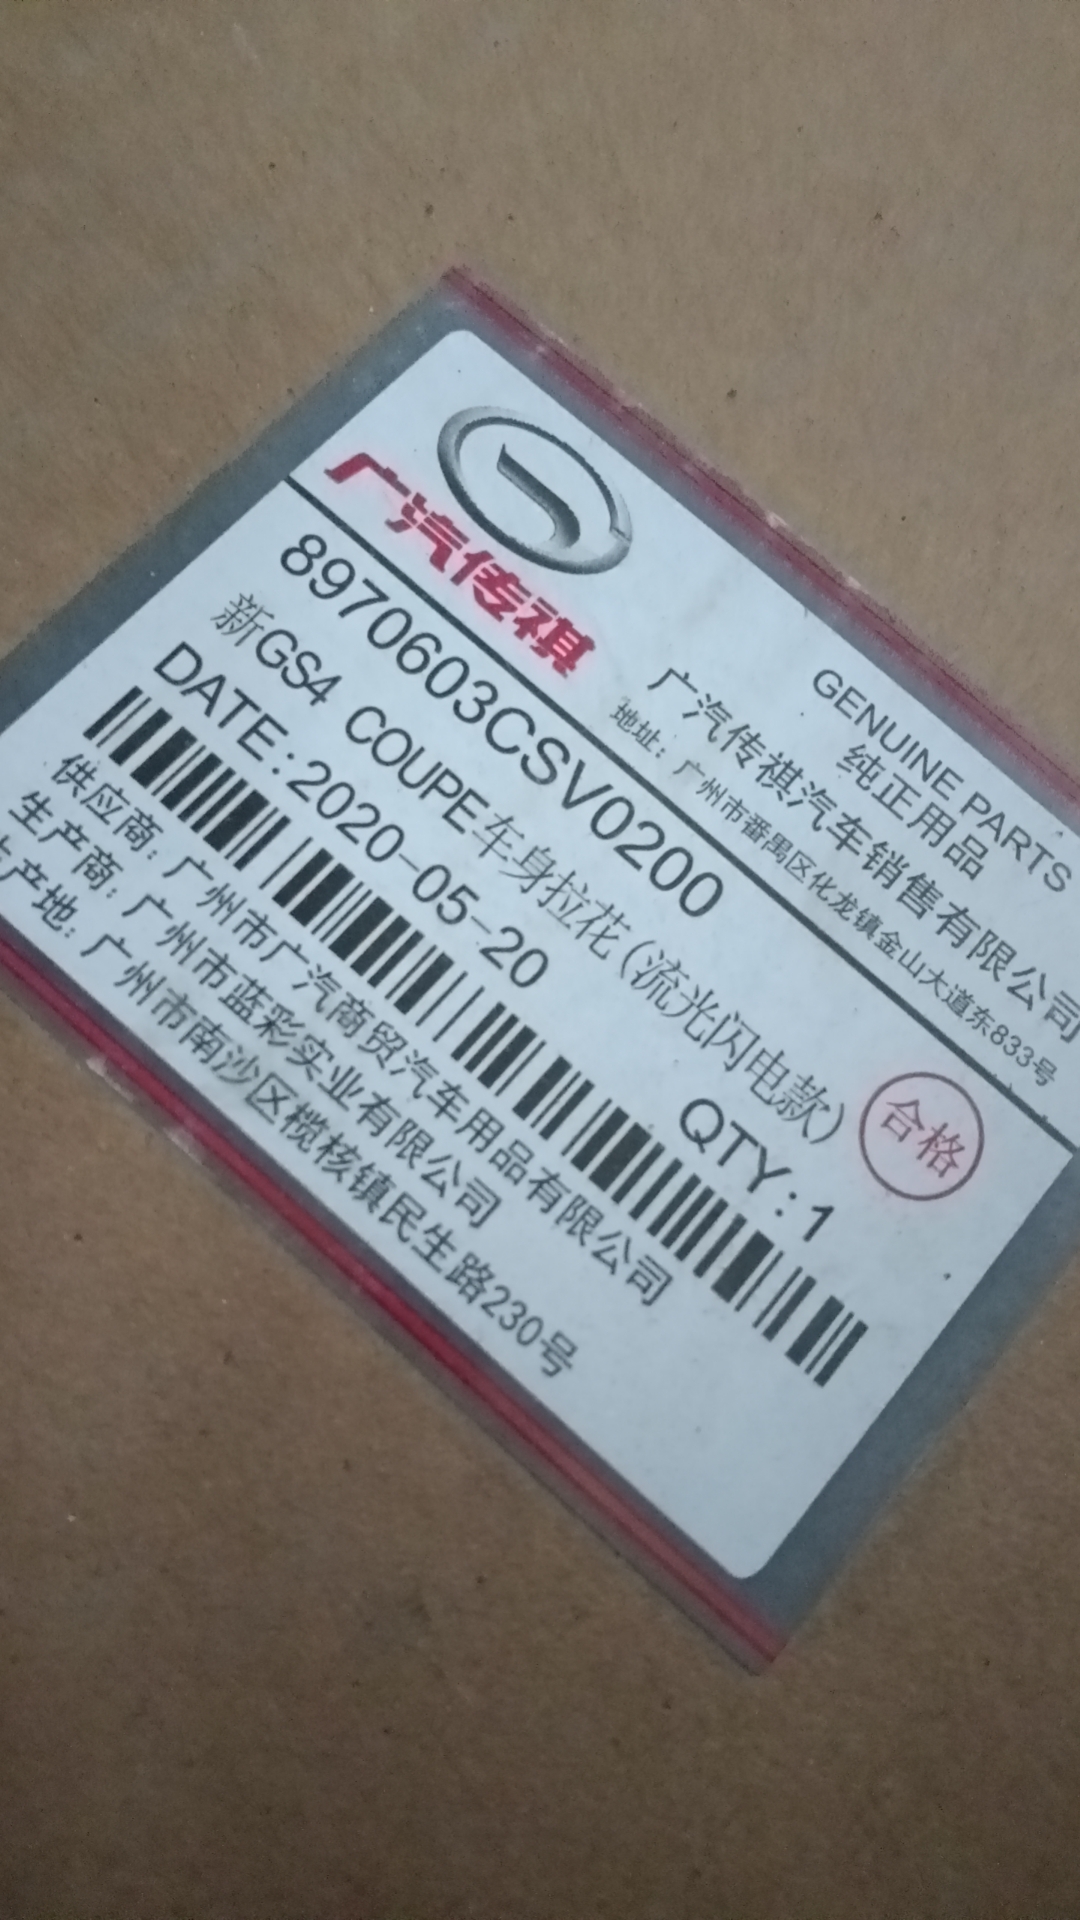 广汽传祺
GENUINE PARTS
纯正用品
广汽传祺汽车销售有限公司
地址：广州市番禺区化龙镇金山大道东833号
8970603CSV0200
新GS4 COUPE车身拉花(流光闪电款)
合格
DATE:2020-05-20
QTY:1
供应商：广州市广汽商贸汽车用品有限公司
生产商：广州市蓝彩实业有限公司
生产地：广州市南沙区榄核镇民生路230号